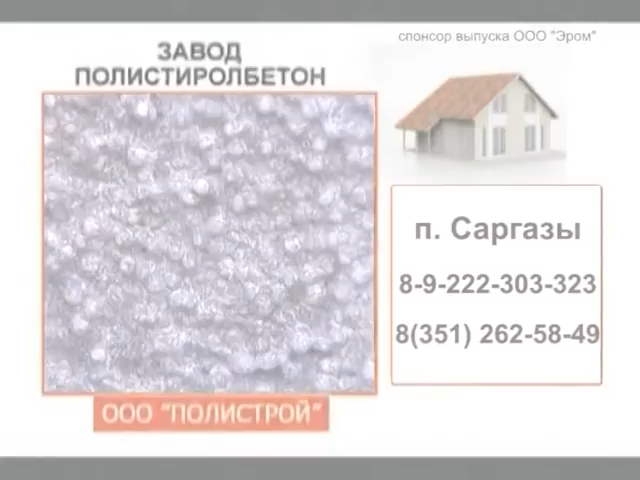 спонсор выпуска ООО "Эром"
ЗАВОД
ПОЛИСТИРОЛБЕТОН
п. Саргазы
8-9-222-303-323
8(351) 262-58-49
ООО "ПОЛИСТРОЙ"